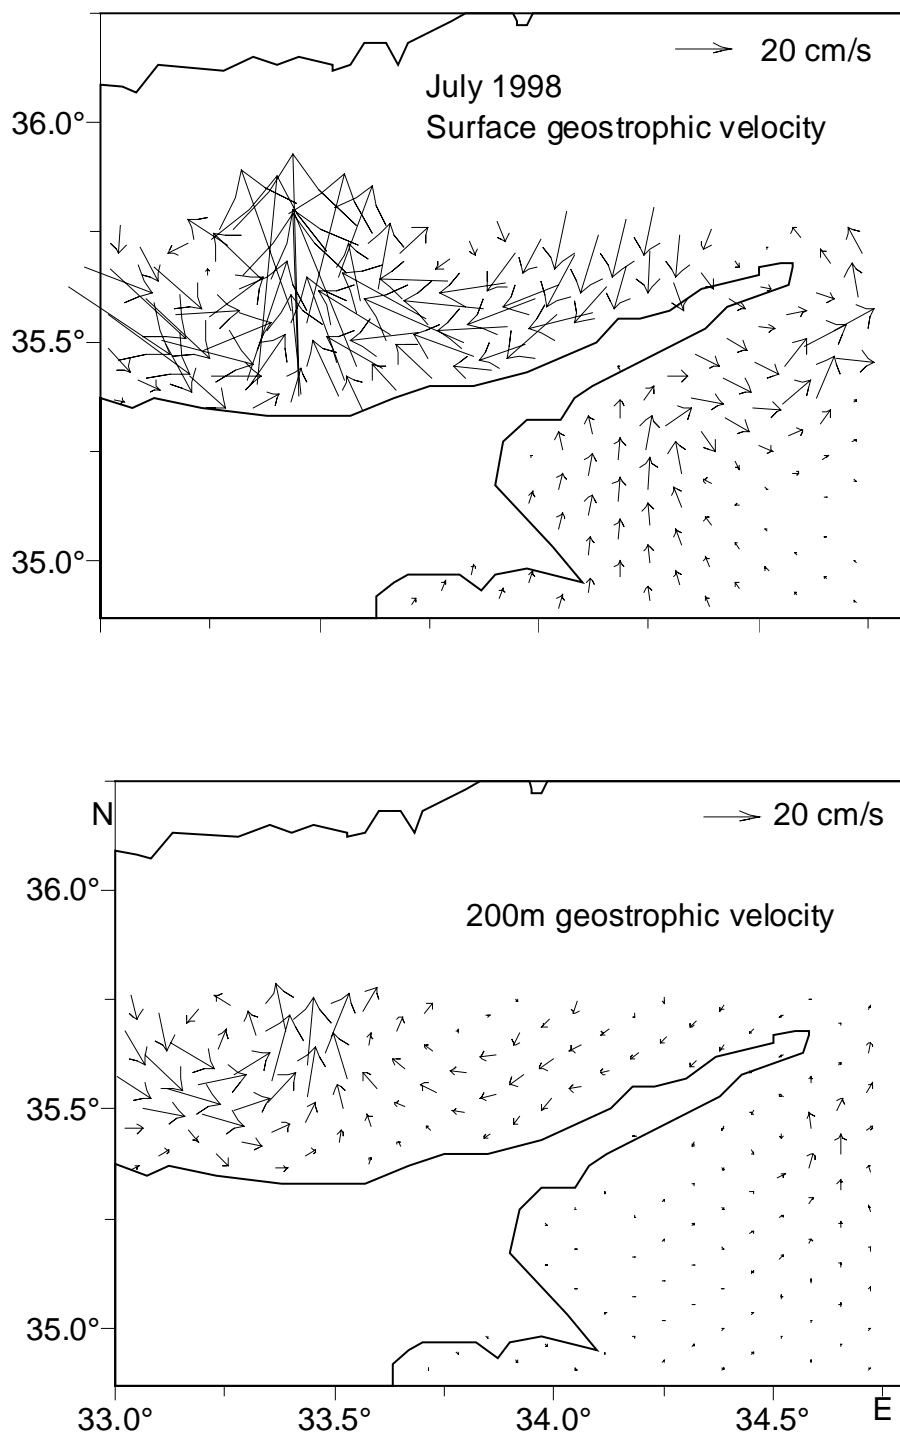 20 cm/s
July 1998
36.0°
Surface geostrophic velocity
35.5°
35.0°
N
20 cm/s
36.0°
200m geostrophic velocity
35.5°
35.0°
33.0° 33.5° 34.0° 34.5° E